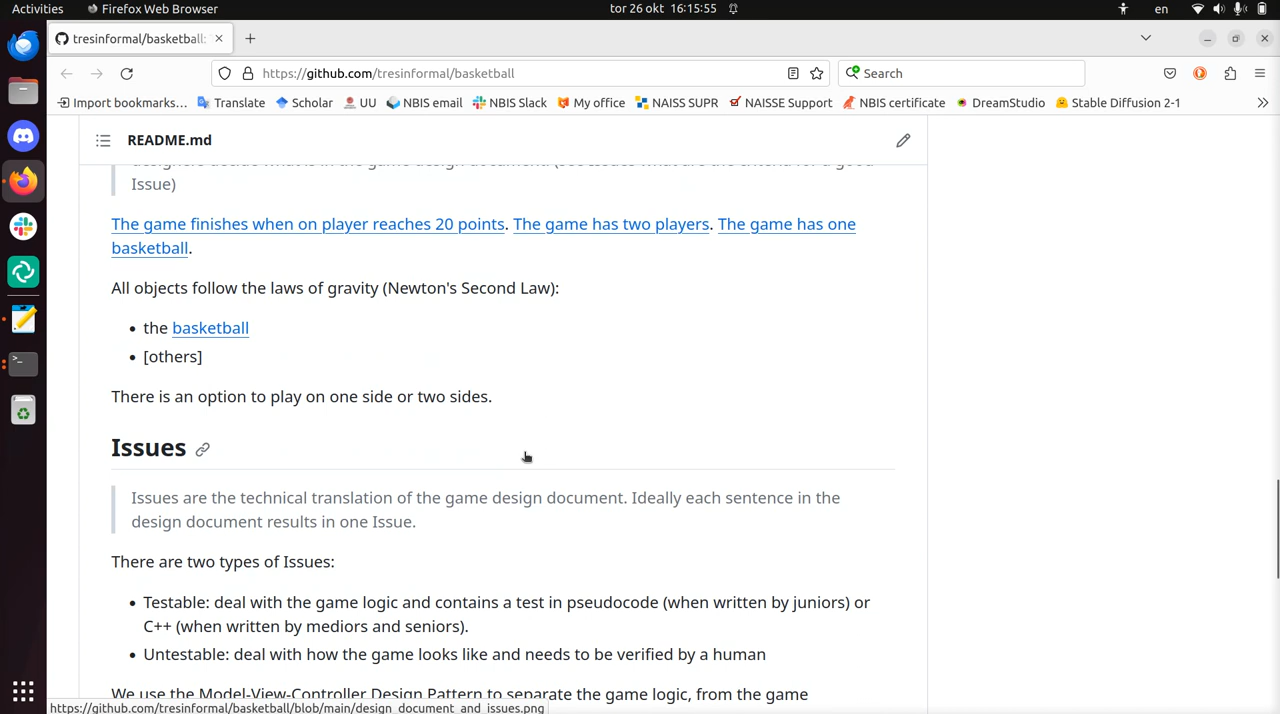 Activities
Firefox Web Browser
tor 26 okt 16:15:55
en
tresinformal/basketball:
https://github.com/tresinformal/basketball
Search
Import bookmarks...
Translate
Scholar
UU
NBIS email
NBIS Slack
My office
NAISS SUPR
NAISSE Support
NBIS certificate
DreamStudio
Stable Diffusion 2-1
README.md
Issue)
The game finishes when on player reaches 20 points. The game has two players. The game has one
basketball.
All objects follow the laws of gravity (Newton's Second Law):
• the basketball
• [others]
There is an option to play on one side or two sides.
Issues
Issues are the technical translation of the game design document. Ideally each sentence in the
design document results in one Issue.
There are two types of Issues:
• Testable: deal with the game logic and contains a test in pseudocode (when written by juniors) or
C++ (when written by mediors and seniors).
• Untestable: deal with how the game looks like and needs to be verified by a human
We use the Model-View-Controller Design Pattern to separate the game logic, from the game
https://github.com/tresinformal/basketball/blob/main/design_document_and_issues.png